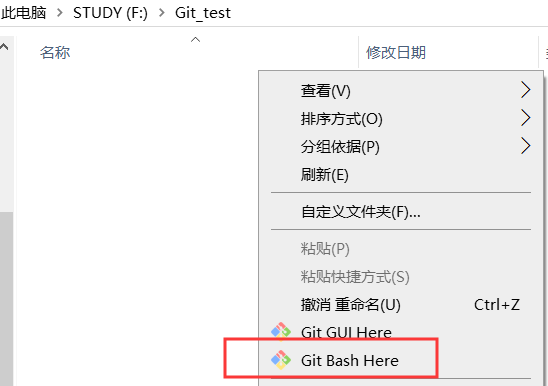 此电脑 > STUDY (F:) > Git_test
名称 修改日期
查看(V)
排序方式(O)
分组依据(P)
刷新(E)
自定义文件夹(F)...
粘贴(P)
粘贴快捷方式(S)
撤消 重命名(U) Ctrl+Z
Git GUI Here
Git Bash Here